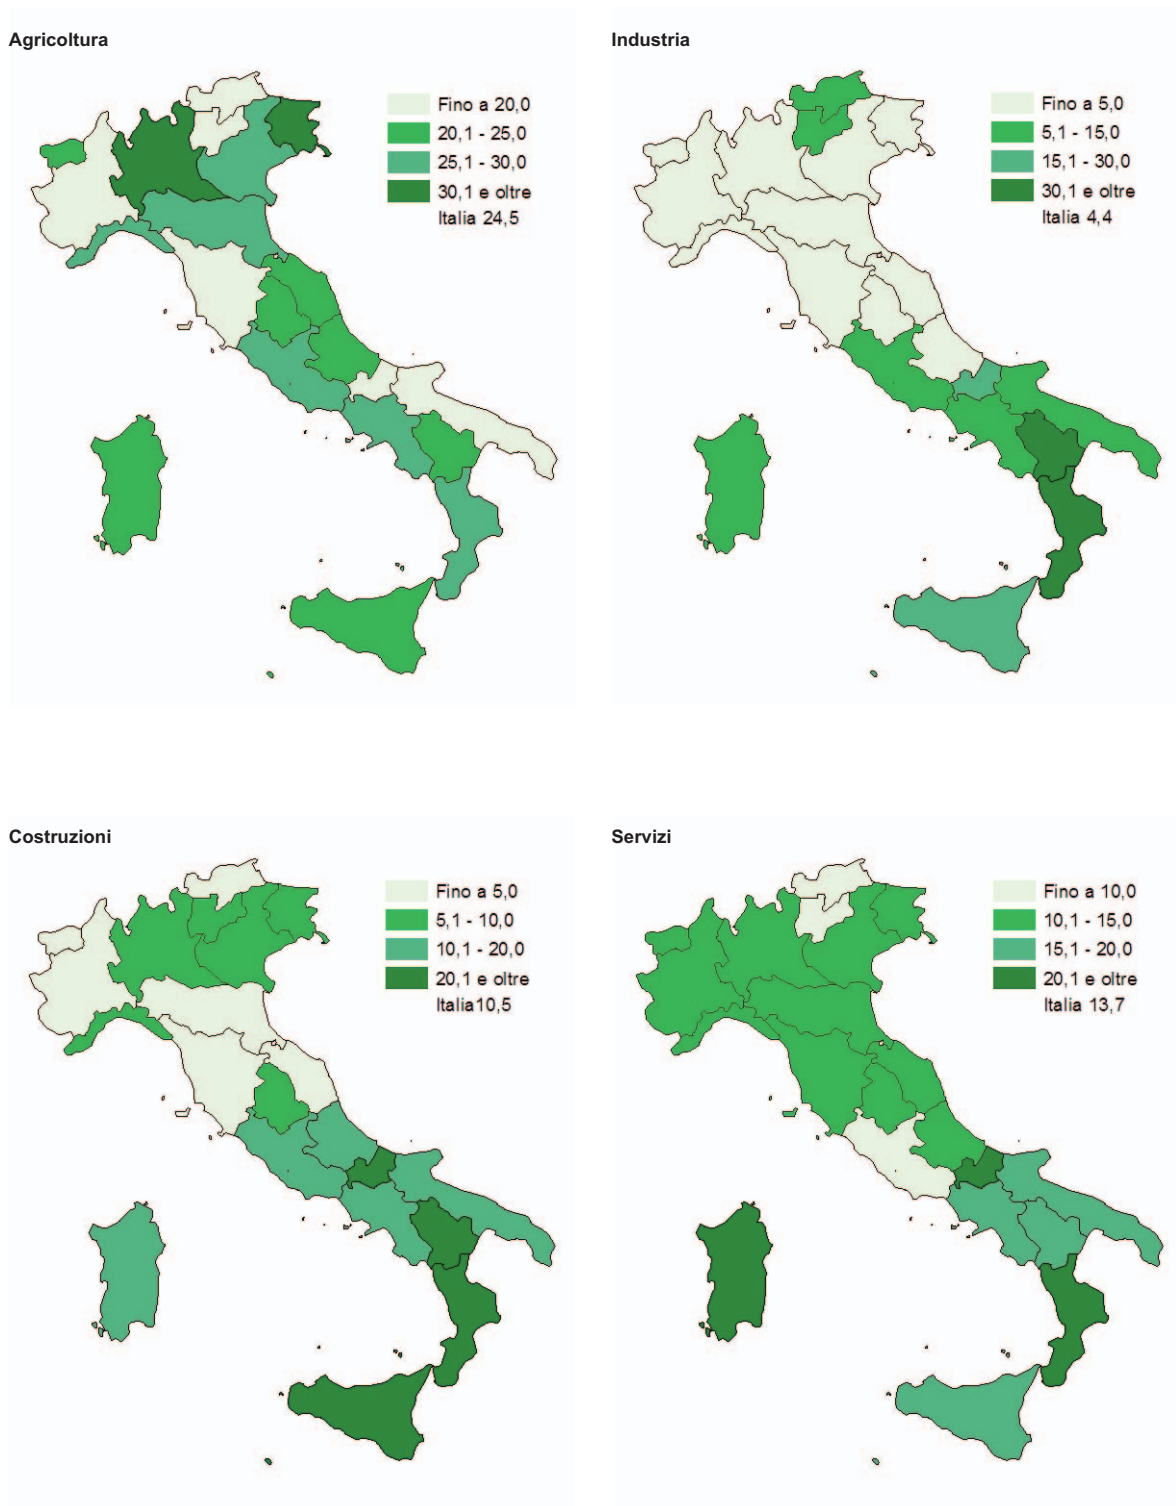 Agricoltura
Fino a 20,0
20,1 - 25,0
25,1 - 30,0
30,1 e oltre
Italia 24,5
Industria
Fino a 5,0
5,1 - 15,0
15,1 - 30,0
30,1 e oltre
Italia 4,4
Costruzioni
Fino a 5,0
5,1 - 10,0
10,1 - 20,0
20,1 e oltre
Italia10,5
Servizi
Fino a 10,0
10,1 - 15,0
15,1 - 20,0
20,1 e oltre
Italia 13,7